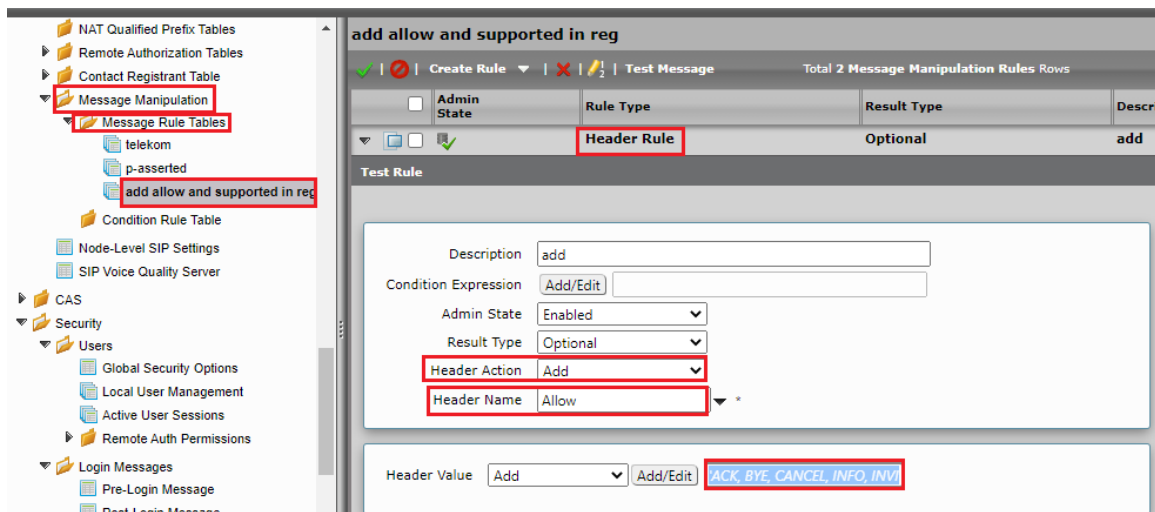 NAT Qualified Prefix Tables
Remote Authorization Tables
Contact Registrant Table
Message Manipulation
Message Rule Tables
telekom
p-asserted
add allow and supported in reg
Condition Rule Table
Node-Level SIP Settings
SIP Voice Quality Server
CAS
Security
Users
Global Security Options
Local User Management
Active User Sessions
Remote Auth Permissions
Login Messages
Pre-Login Message
Post-Login Message
add allow and supported in reg
| | Create Rule | | Test Message Total 2 Message Manipulation Rules Rows
Admin State Rule Type Result Type Descr
Header Rule Optional add
Test Rule
Description add
Condition Expression Add/Edit
Admin State Enabled
Result Type Optional
Header Action Add
Header Name Allow *
Header Value Add Add/Edit 'ACK, BYE, CANCEL, INFO, INVI